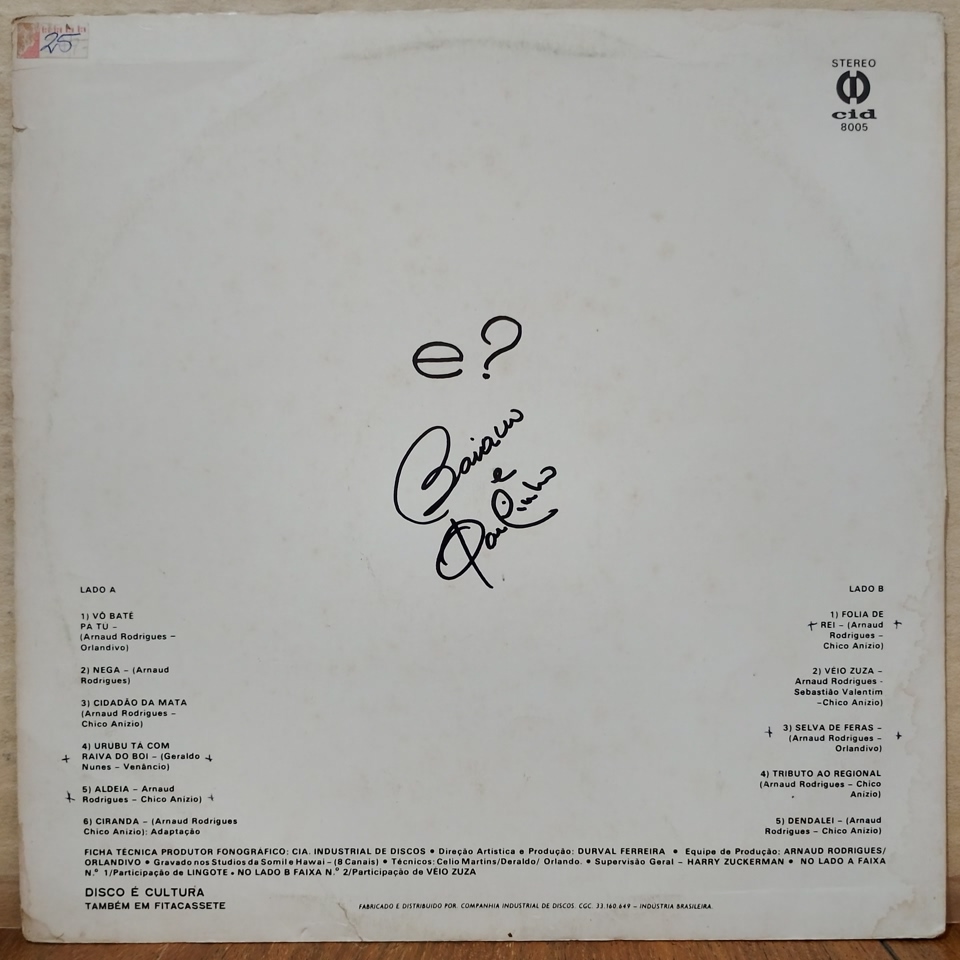 25
STEREO
cid
8005
e?
Baiano
e
Paulinho
LADO A
1) VÔ BATÊ
PA TU –
(Arnaud Rodrigues –
Orlandivo)
2) NEGA – (Arnaud
Rodrigues)
3) CIDADÃO DA MATA
(Arnaud Rodrigues –
Chico Anizio)
4) URUBU TÁ COM
RAIVA DO BOI – (Geraldo
Nunes – Venâncio)
5) ALDEIA – Arnaud
Rodrigues – Chico Anizio)
6) CIRANDA – (Arnaud Rodrigues
Chico Anizio): Adaptação
LADO B
1) FOLIA DE
REI – (Arnaud
Rodrigues –
Chico Anizio)
2) VÉIO ZUZA –
Arnaud Rodrigues -
Sebastião Valentim
–Chico Anizio)
3) SELVA DE FERAS –
(Arnaud Rodrigues –
Orlandivo)
4) TRIBUTO AO REGIONAL
(Arnaud Rodrigues – Chico
Anizio)
5) DENDALEI – (Arnaud
Rodrigues – Chico Anizio)
FICHA TÉCNICA PRODUTOR FONOGRÁFICO; CIA. INDUSTRIAL DE DISCOS • Direção Artistica e Produção: DURVAL FERREIRA • Equipe de Produção: ARNAUD RODRIGUES/
ORLANDIVO • Gravado nos Studios da Somil e Hawai – (8 Canais) • Técnicos: Celio Martins/Deraldo/ Orlando. • Supervisão Geral – HARRY ZUCKERMAN • NO LADO A FAIXA
N.º 1/Participação de LINGOTE • NO LADO B FAIXA N.º 2/Participação de VÉIO ZUZA
DISCO É CULTURA
TAMBÉM EM FITACASSETE
FABRICADO E DISTRIBUIDO POR. COMPANHIA INDUSTRIAL DE DISCOS. CGC. 33.160.649 – INDÚSTRIA BRASILEIRA.